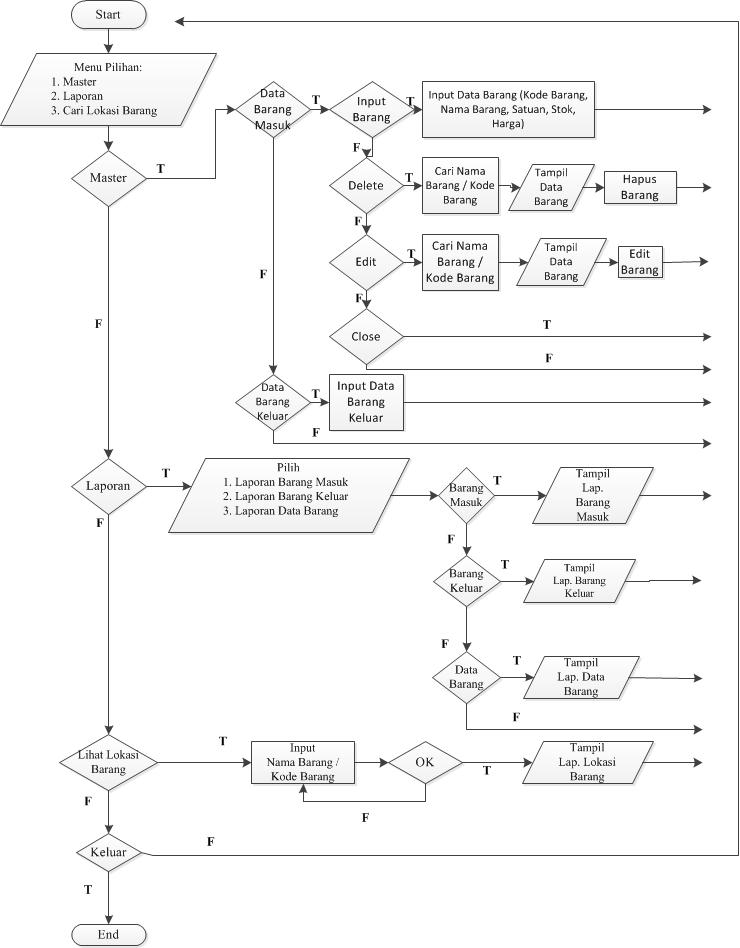 Start
Menu Pilihan:
1. Master
2. Laporan
3. Cari Lokasi Barang
Master
T
F
Data
Barang
Masuk
T
F
Input
Barang
T
F
Input Data Barang (Kode Barang,
Nama Barang, Satuan, Stok,
Harga)
Delete
T
F
Cari Nama
Barang / Kode
Barang
Tampil
Data
Barang
Hapus
Barang
Edit
T
F
Cari Nama
Barang /
Kode Barang
Tampil
Data
Barang
Edit
Barang
Close
T
F
Data
Barang
Keluar
T
F
Input Data
Barang
Keluar
Laporan
T
F
Pilih
1. Laporan Barang Masuk
2. Laporan Barang Keluar
3. Laporan Data Barang
Barang
Masuk
T
F
Tampil
Lap.
Barang
Masuk
Barang
Keluar
T
F
Tampil
Lap. Barang
Keluar
Data
Barang
T
F
Tampil
Lap. Data
Barang
Lihat Lokasi
Barang
T
F
Input
Nama Barang /
Kode Barang
OK
T
F
Tampil
Lap. Lokasi
Barang
Keluar
F
T
End